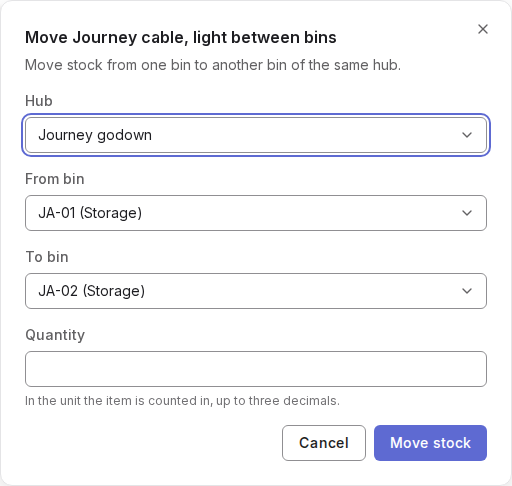 Move Journey cable, light between bins
Move stock from one bin to another bin of the same hub.
Hub
Journey godown
From bin
JA-01 (Storage)
To bin
JA-02 (Storage)
Quantity
In the unit the item is counted in, up to three decimals.
Cancel
Move stock